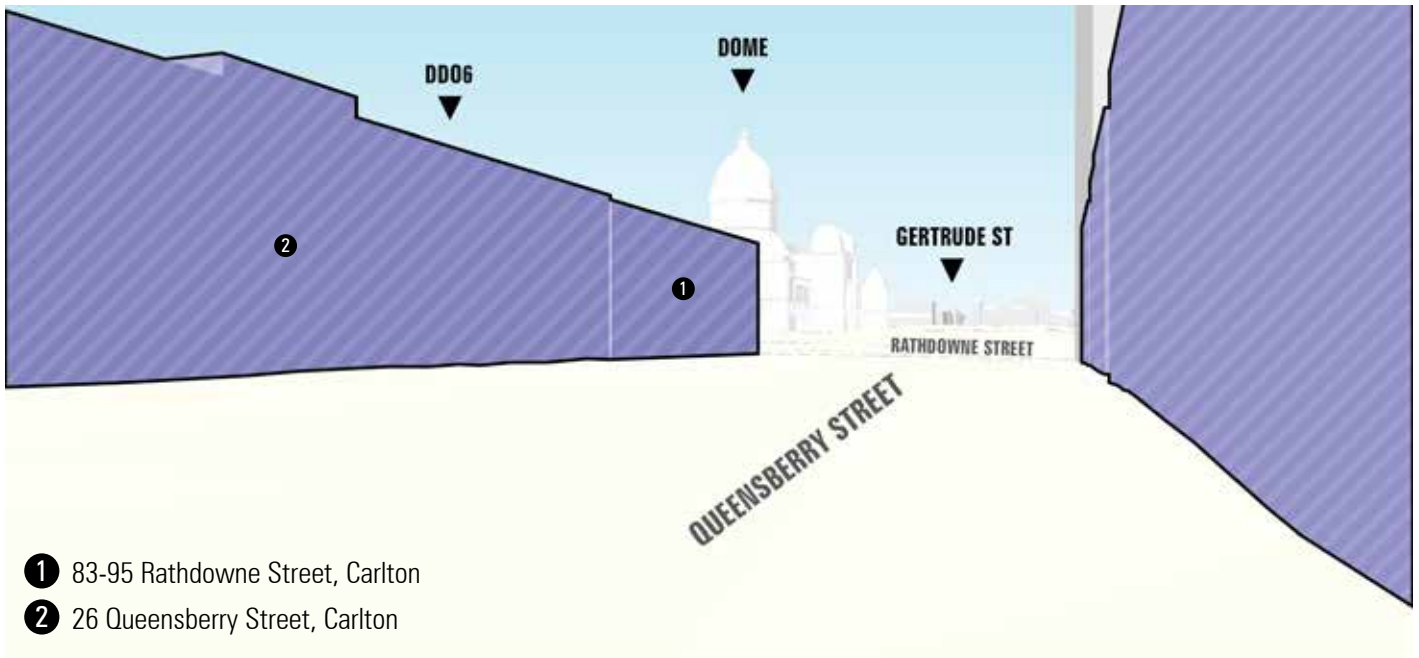 DOME
DDO6
GERTRUDE ST
2
1
RATHDOWNE STREET
QUEENSBERRY STREET
1 83-95 Rathdowne Street, Carlton
2 26 Queensberry Street, Carlton